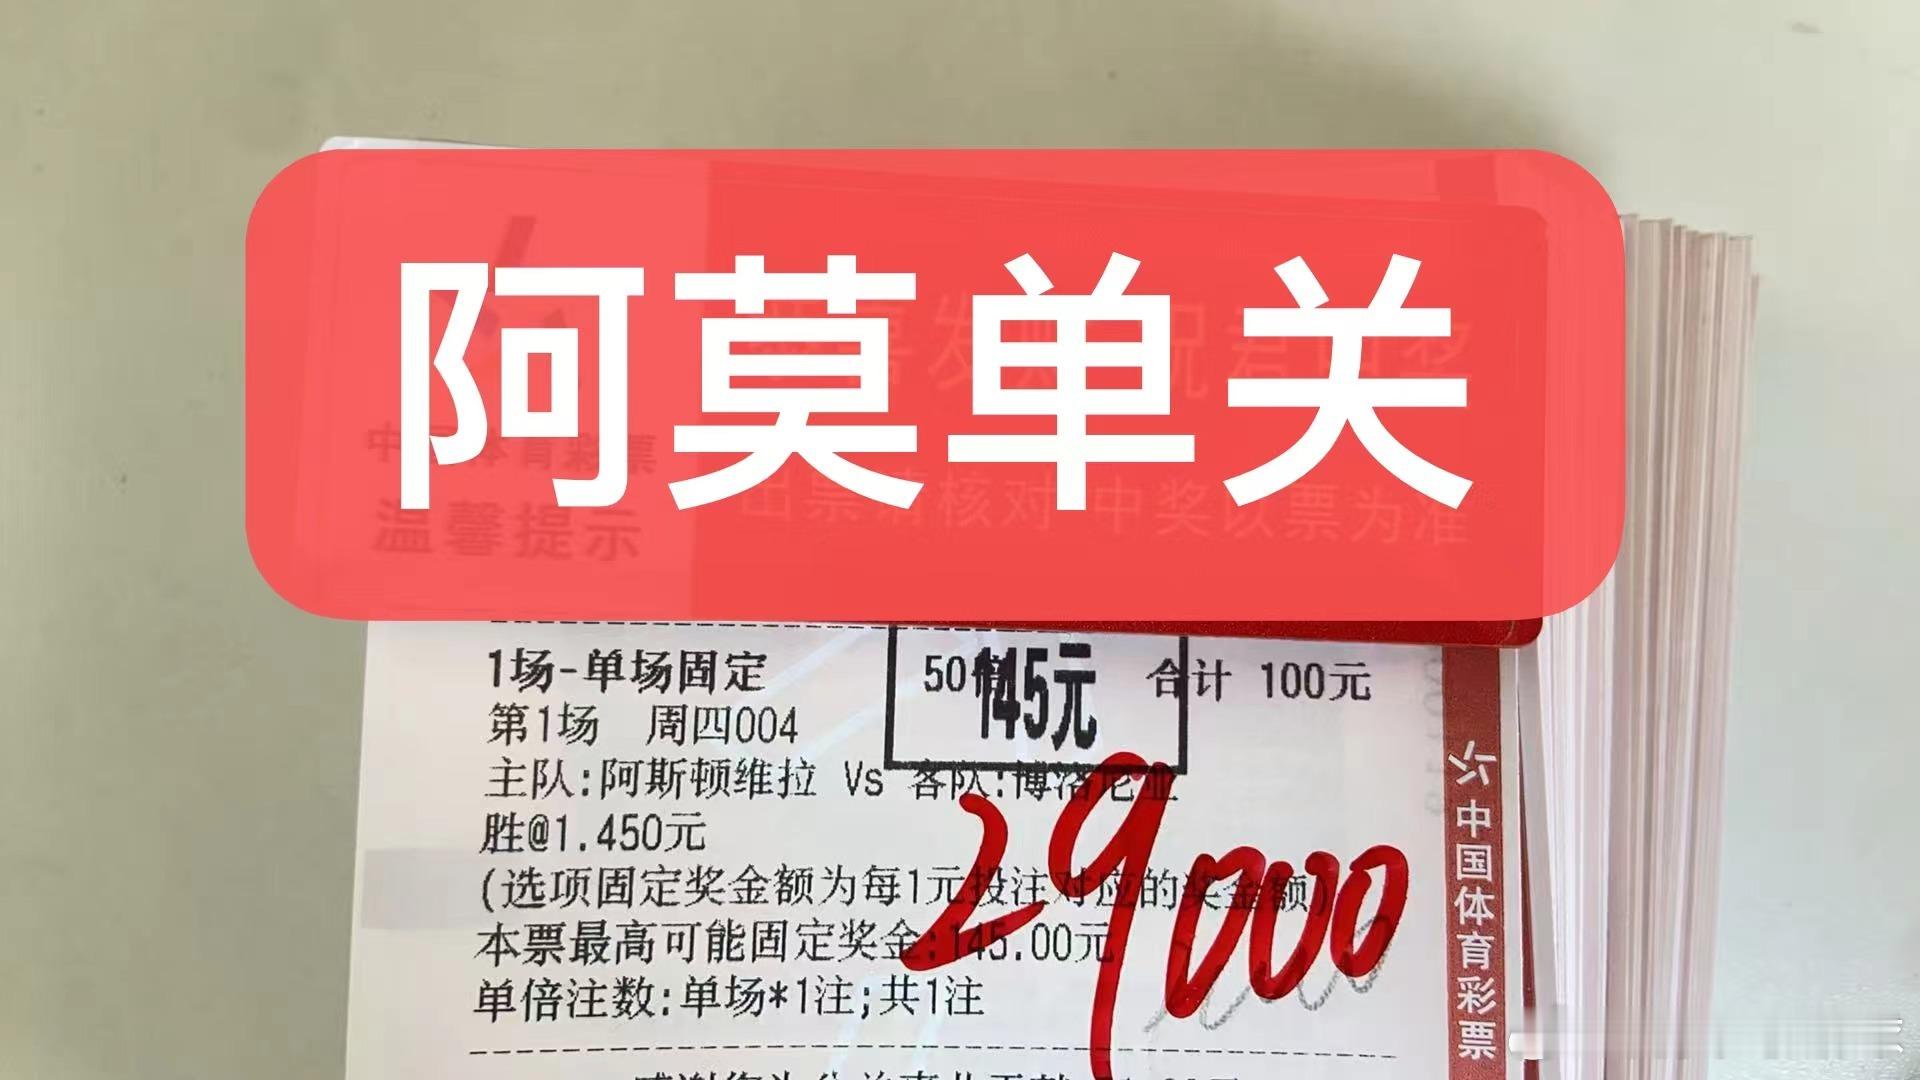 阿莫单关
中国体育彩票
温馨提示
出票请核对 中奖以票为准
1场-单场固定 50倍 合计 100元
145元
第1场 周四004
主队:阿斯顿维拉 Vs 客队:博洛尼亚
胜@1.450元
(选项固定奖金额为每1元投注对应的奖金额)
本票最高可能固定奖金:145.00元
单倍注数:单场*1注;共1注
29000
中国体育彩票